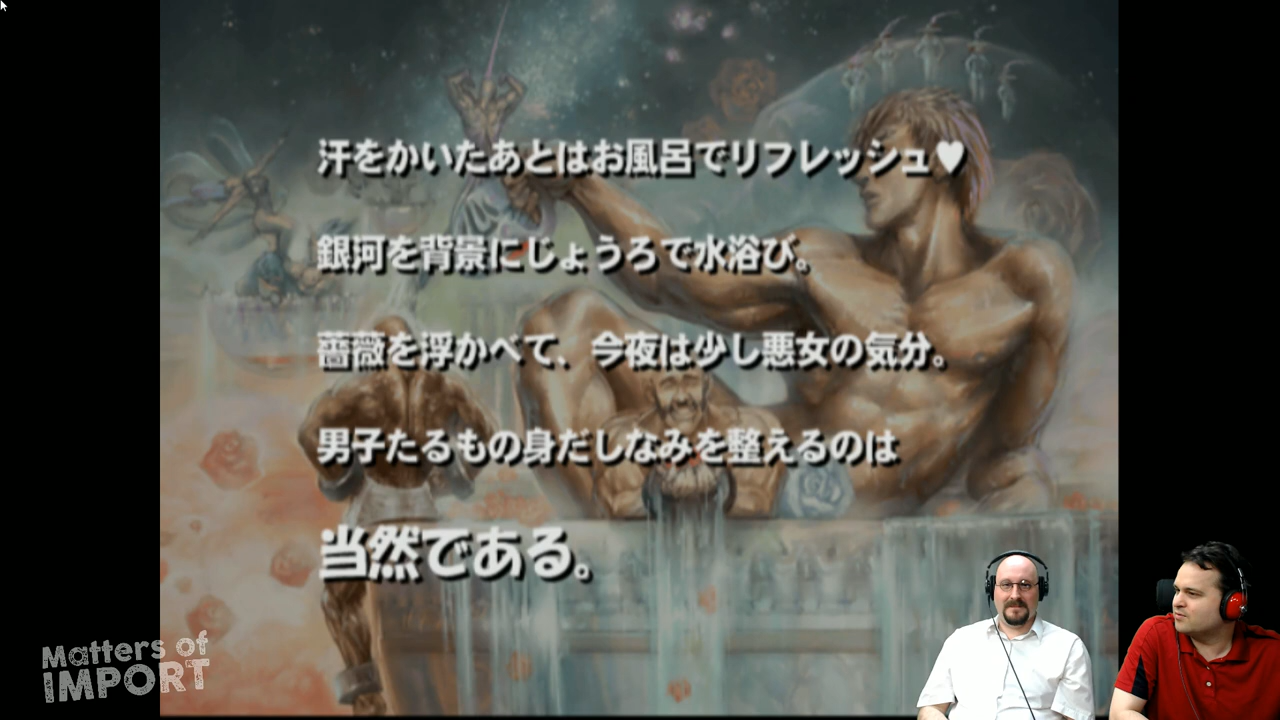 汗をかいたあとはお風呂でリフレッシュ♥
銀河を背景にじょうろで水浴び。
薔薇を浮かべて、今夜は少し悪女の気分。
男子たるもの身だしなみを整えるのは
当然である。
Matters of
IMPORT